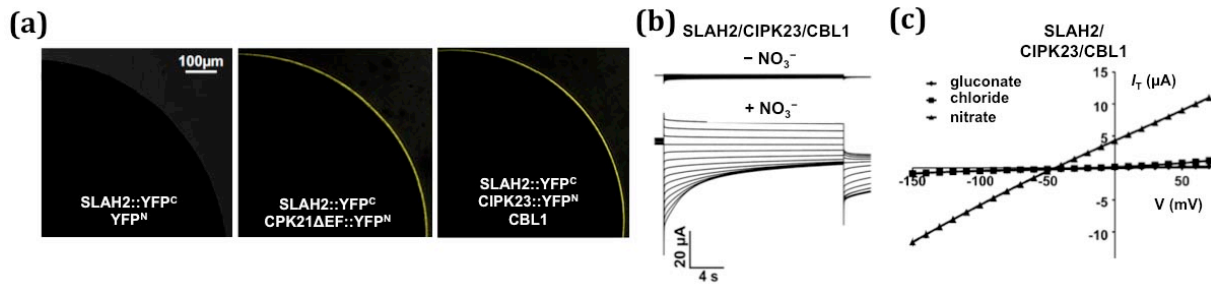 (a)
100μm
SLAH2::YFPᶜ
YFPᴺ
SLAH2::YFPᶜ
CPK21ΔEF::YFPᴺ
SLAH2::YFPᶜ
CIPK23::YFPᴺ
CBL1
(b)
SLAH2/CIPK23/CBL1
− NO₃⁻
+ NO₃⁻
20 μA
4 s
(c)
SLAH2/
CIPK23/CBL1
gluconate
chloride
nitrate
15
I_T (μA)
10
5
-150
-100
-50
50
V (mV)
-5
-10